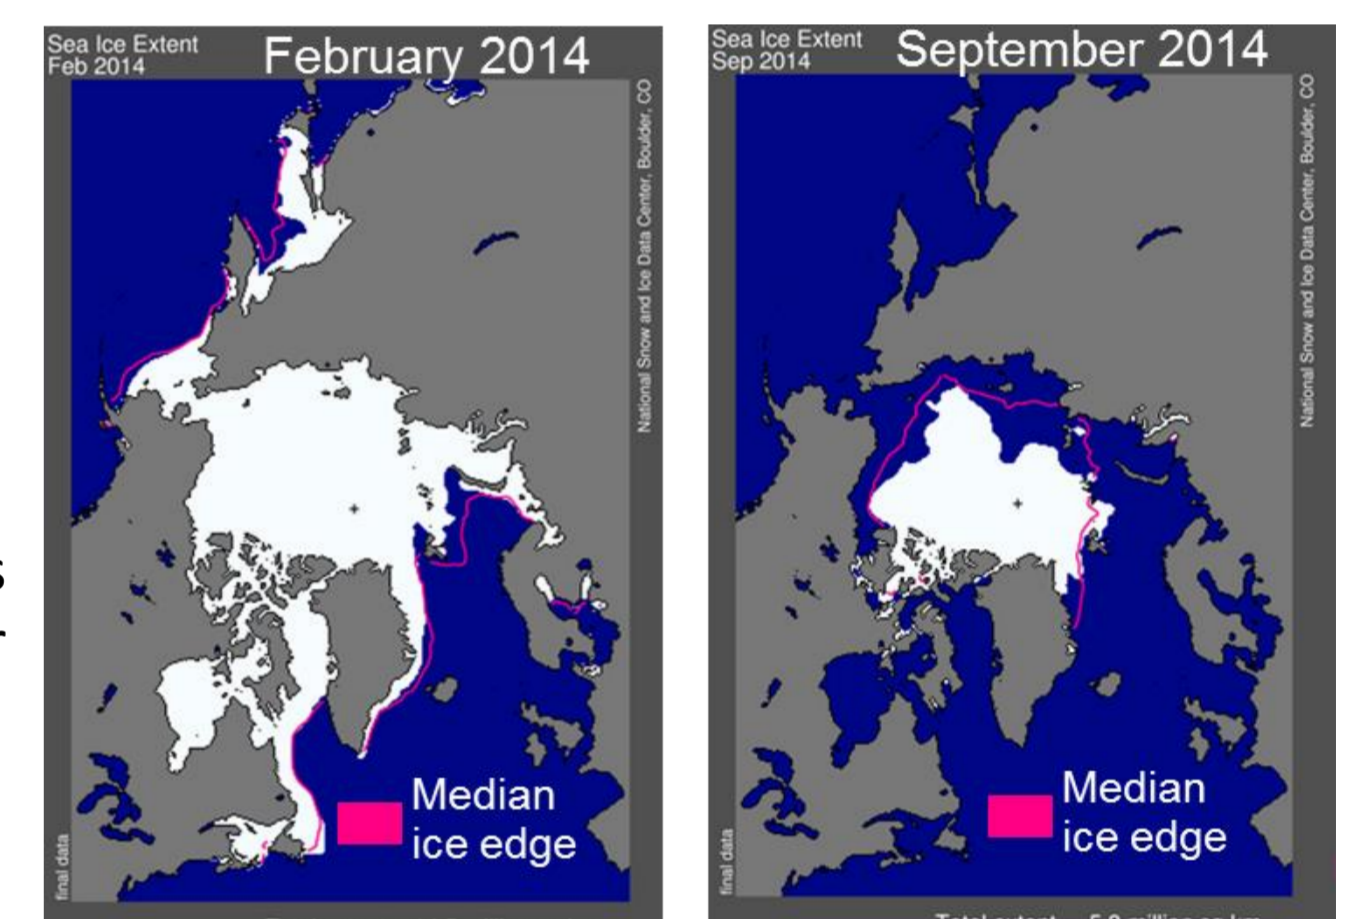 Sea Ice Extent
Feb 2014
February 2014
National Snow and Ice Data Center, Boulder, CO
final data
Median
ice edge
Sea Ice Extent
Sep 2014
September 2014
National Snow and Ice Data Center, Boulder, CO
final data
Median
ice edge